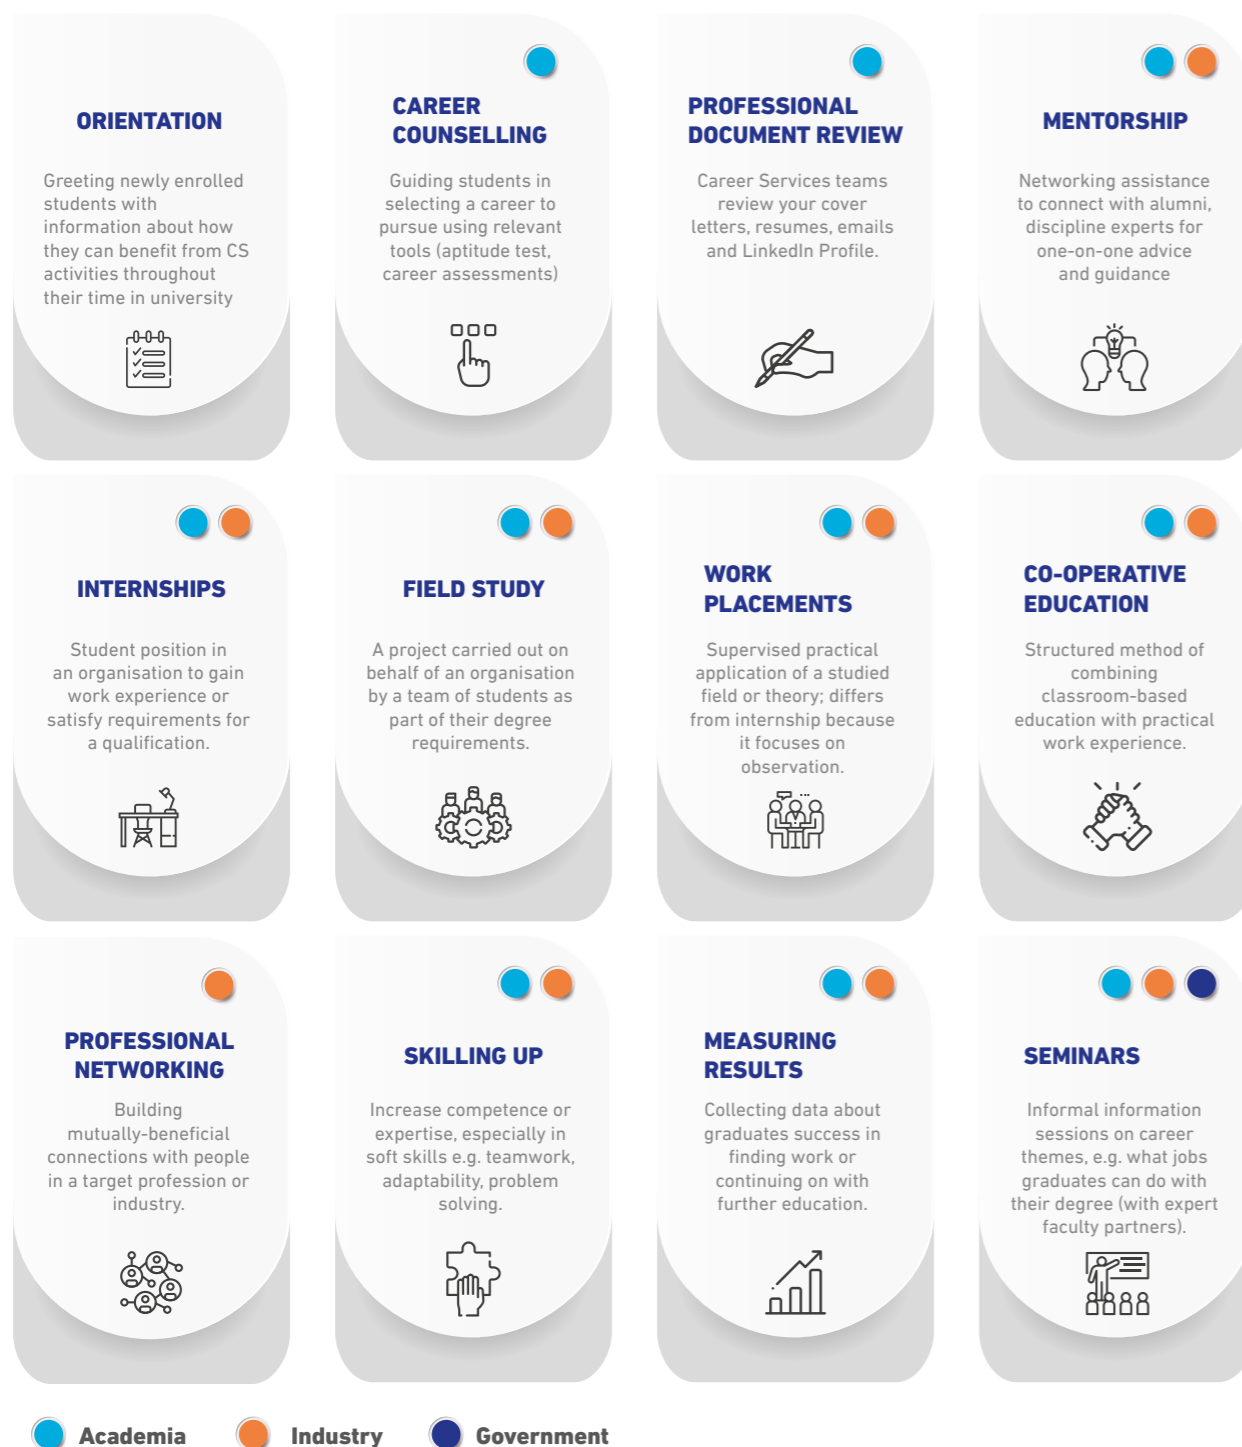 ORIENTATION
Greeting newly enrolled
students with
information about how
they can benefit from CS
activities throughout
their time in university
CAREER
COUNSELLING
Guiding students in
selecting a career to
pursue using relevant
tools (aptitude test,
career assessments)
PROFESSIONAL
DOCUMENT REVIEW
Career Services teams
review your cover
letters, resumes, emails
and LinkedIn Profile.
MENTORSHIP
Networking assistance
to connect with alumni,
discipline experts for
one-on-one advice
and guidance
INTERNSHIPS
Student position in
an organisation to gain
work experience or
satisfy requirements for
a qualification.
FIELD STUDY
A project carried out on
behalf of an organisation
by a team of students as
part of their degree
requirements.
WORK
PLACEMENTS
Supervised practical
application of a studied
field or theory; differs
from internship because
it focuses on
observation.
CO-OPERATIVE
EDUCATION
Structured method of
combining
classroom-based
education with practical
work experience.
PROFESSIONAL
NETWORKING
Building
mutually-beneficial
connections with people
in a target profession or
industry.
SKILLING UP
Increase competence or
expertise, especially in
soft skills e.g. teamwork,
adaptability, problem
solving.
MEASURING
RESULTS
Collecting data about
graduates success in
finding work or
continuing on with
further education.
SEMINARS
Informal information
sessions on career
themes, e.g. what jobs
graduates can do with
their degree (with expert
faculty partners).
Academia
Industry
Government